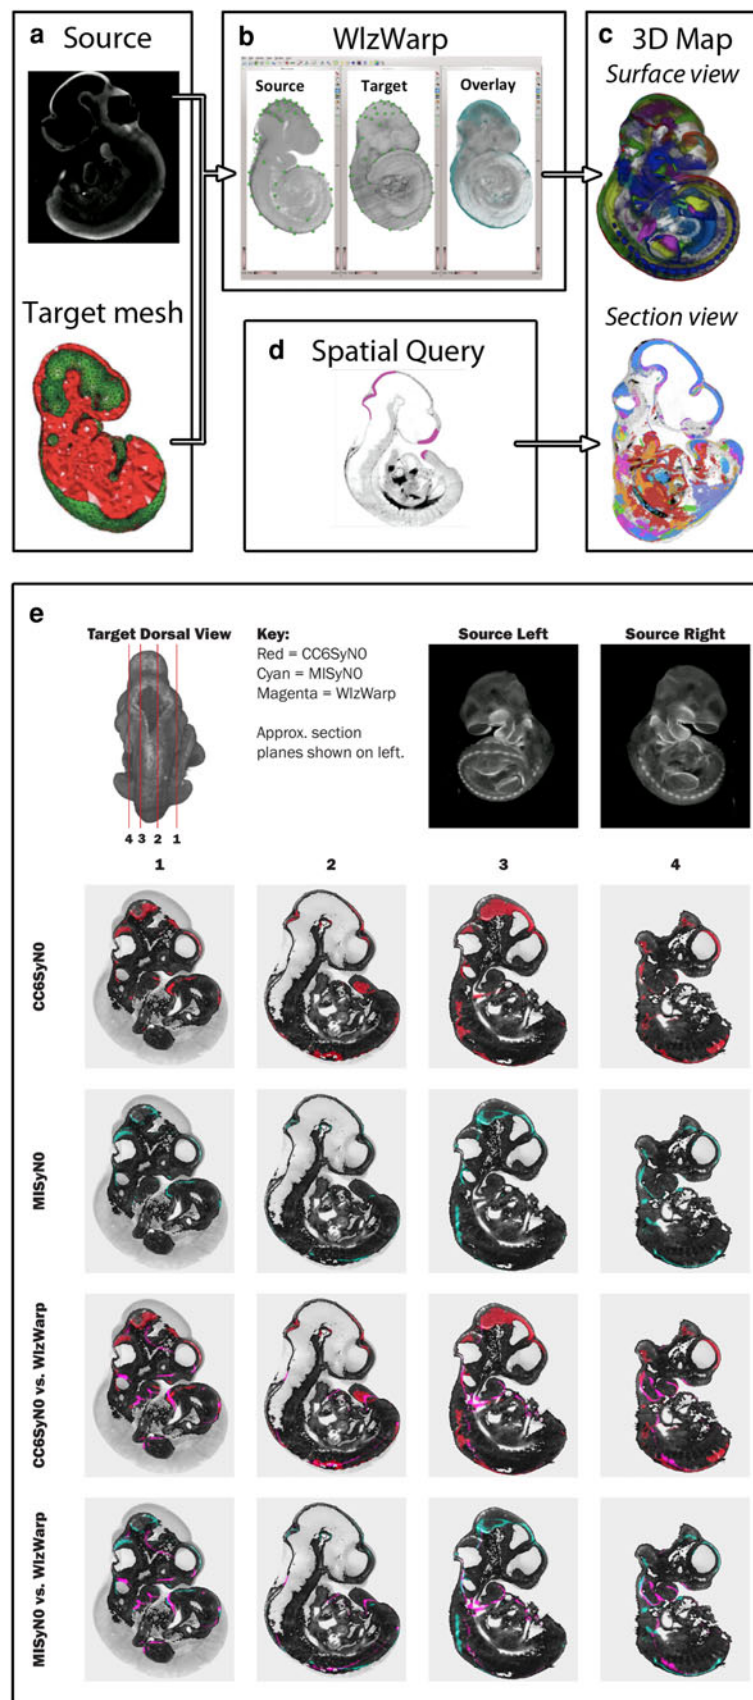 a Source
Target mesh
b WlzWarp
Source
Target
Overlay
c 3D Map
Surface view
Section view
d Spatial Query
e
Target Dorsal View
4 3 2 1
Key:
Red = CC6SyN0
Cyan = MISyN0
Magenta = WlzWarp
Approx. section
planes shown on left.
Source Left
Source Right
1 2 3 4
CC6SyN0
MISyN0
CC6SyN0 vs. WlzWarp
MISyN0 vs. WlzWarp